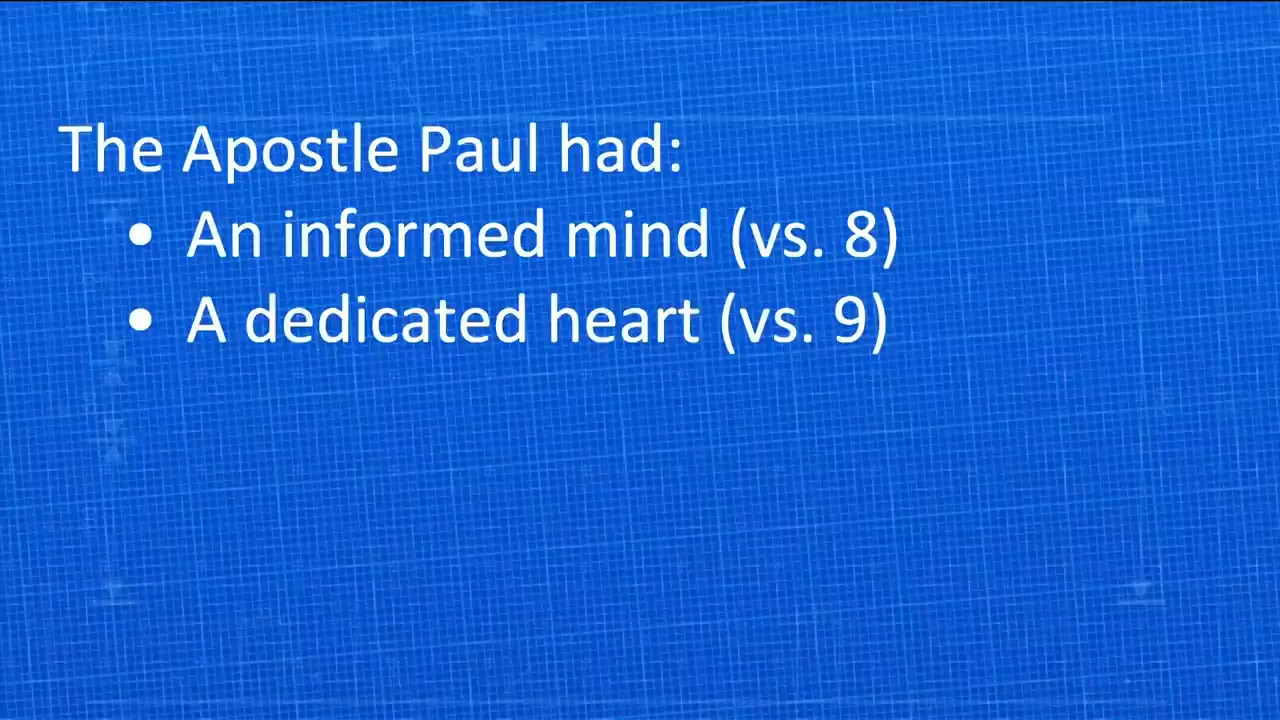 The Apostle Paul had:
• An informed mind (vs. 8)
• A dedicated heart (vs. 9)